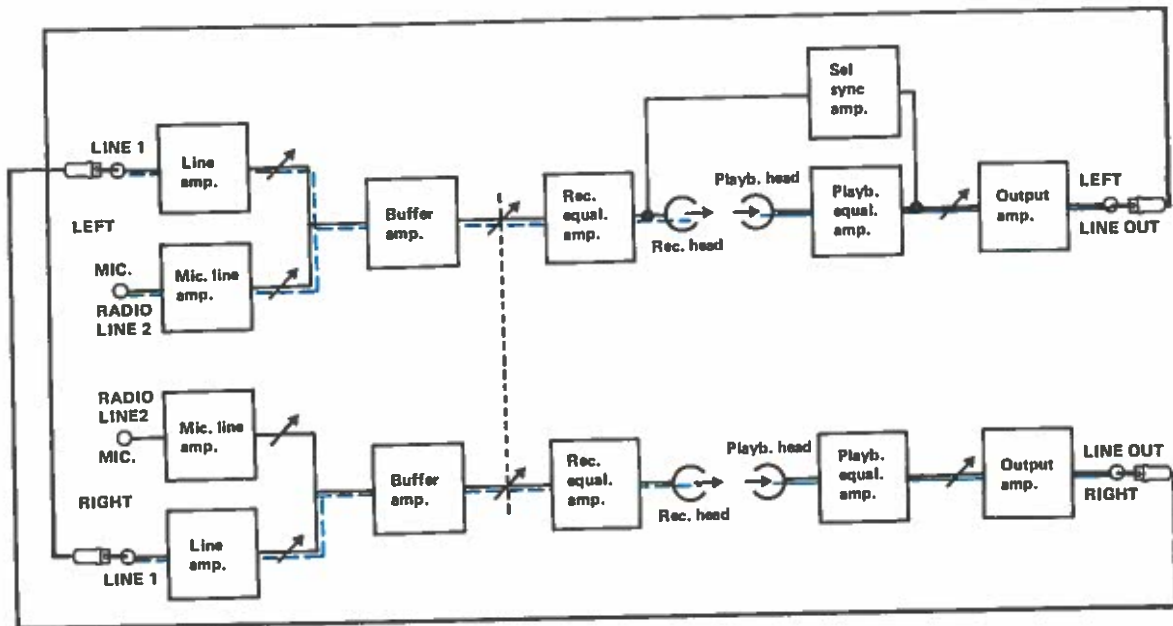 Sel
sync
amp.
LINE 1
Line
amp.
LEFT
Buffer
amp.
Rec.
equal.
amp.
Rec. head
Playb. head
Playb.
equal.
amp.
Output
amp.
LEFT
LINE OUT
MIC.
RADIO
LINE 2
Mic. line
amp.
RADIO
LINE2
MIC.
Mic. line
amp.
RIGHT
Buffer
amp.
Rec.
equal.
amp.
Rec. head
Playb. head
Playb.
equal.
amp.
Output
amp.
LINE OUT
RIGHT
LINE 1
Line
amp.